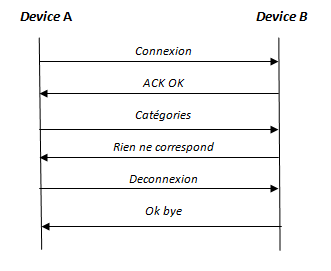 Device A
Device B
Connexion
ACK OK
Catégories
Rien ne correspond
Deconnexion
Ok bye